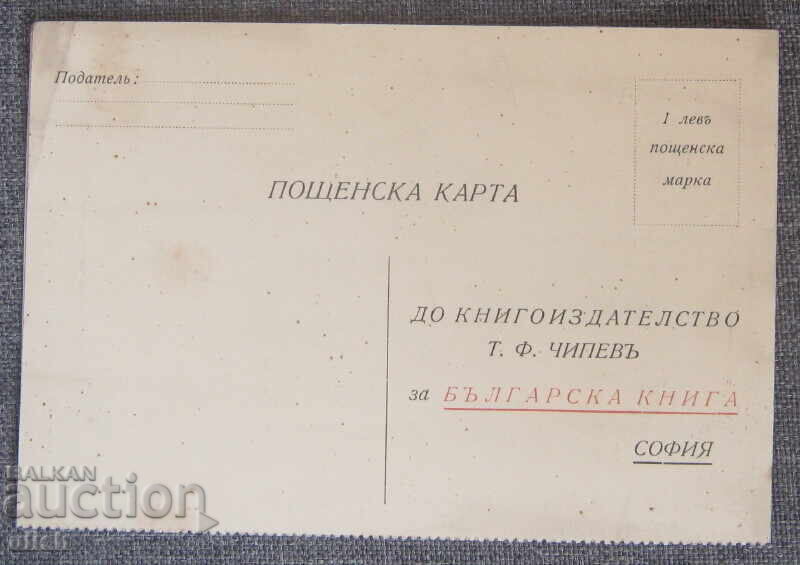 Податель:
1 левъ
пощенска
марка
ПОЩЕНСКА КАРТА
ДО КНИГОИЗДАТЕЛСТВО
Т. Ф. ЧИПЕВЪ
за БЪЛГАРСКА КНИГА
СОФИЯ
BALKAN
auction